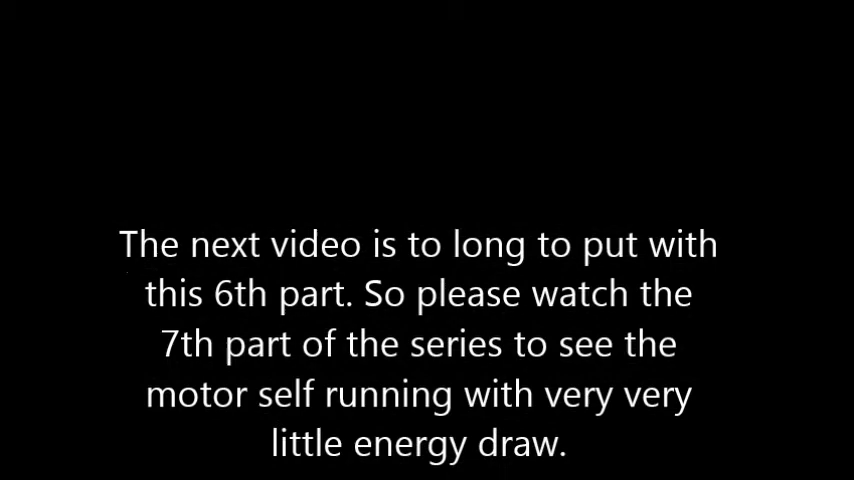 The next video is to long to put with
this 6th part. So please watch the
7th part of the series to see the
motor self running with very very
little energy draw.